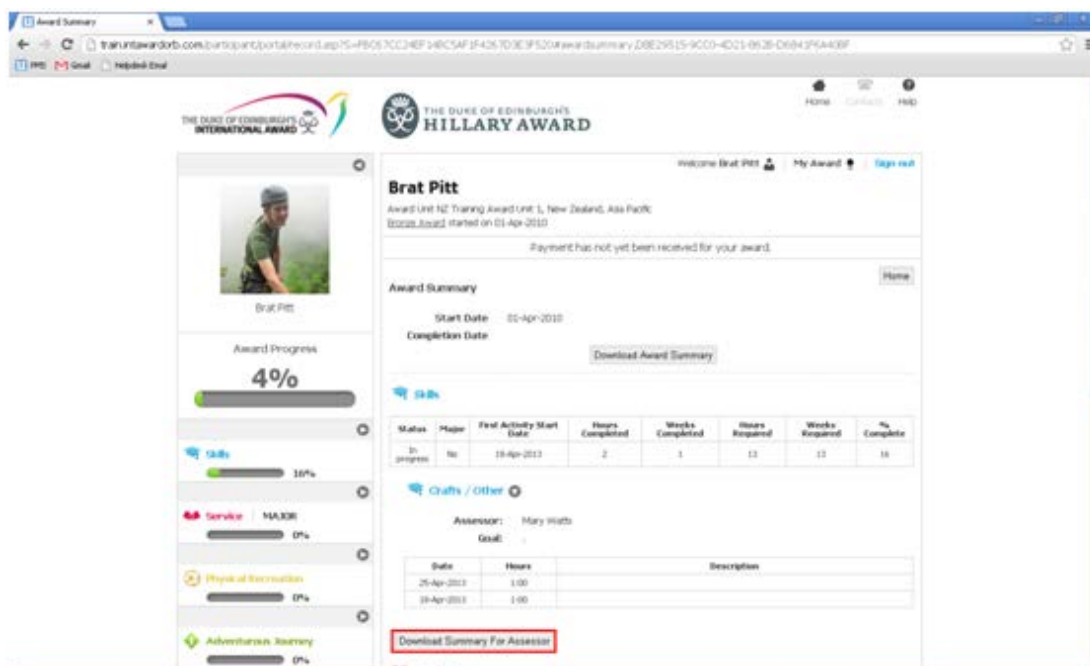 Award Summary
PMS Gmail Helpdesk Email
Home Contacts Help
THE DUKE OF EDINBURGH'S
INTERNATIONAL AWARD
THE DUKE OF EDINBURGH'S
HILLARY AWARD
Welcome Brat Pitt My Award Sign out
Brat Pitt
Award Unit NZ Training Award Unit 1, New Zealand, Asia Pacific
Bronze Award started on 01-Apr-2010
Payment has not yet been received for your award.
Home
Award Summary
Start Date 01-Apr-2010
Completion Date
Download Award Summary
Brat Pitt
Award Progress
4%
Skills
16%
Service MAJOR
0%
Physical Recreation
0%
Adventurous Journey
0%
Skills
Status Major First Activity Start Date Hours Completed Weeks Completed Hours Required Weeks Required % Complete
In progress No 18-Apr-2013 2 1 13 13 16
Crafts / Other
Assessor: Mary Watts
Goal: .
Date Hours Description
25-Apr-2013 1:00
18-Apr-2013 1:00
Download Summary For Assessor